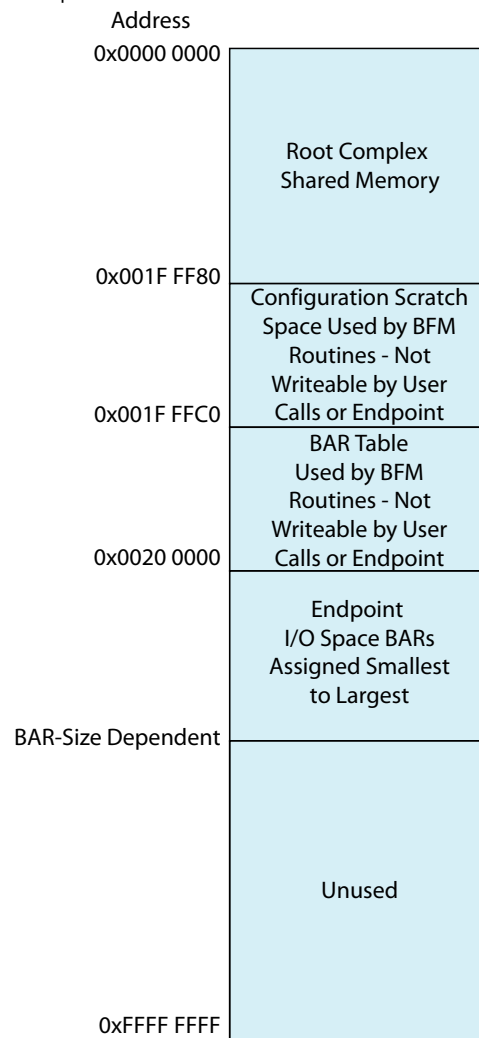 Address
0x0000 0000
Root Complex
Shared Memory
0x001F FF80
Configuration Scratch
Space Used by BFM
Routines - Not
Writeable by User
Calls or Endpoint
0x001F FFC0
BAR Table
Used by BFM
Routines - Not
Writeable by User
Calls or Endpoint
0x0020 0000
Endpoint
I/O Space BARs
Assigned Smallest
to Largest
BAR-Size Dependent
Unused
0xFFFF FFFF